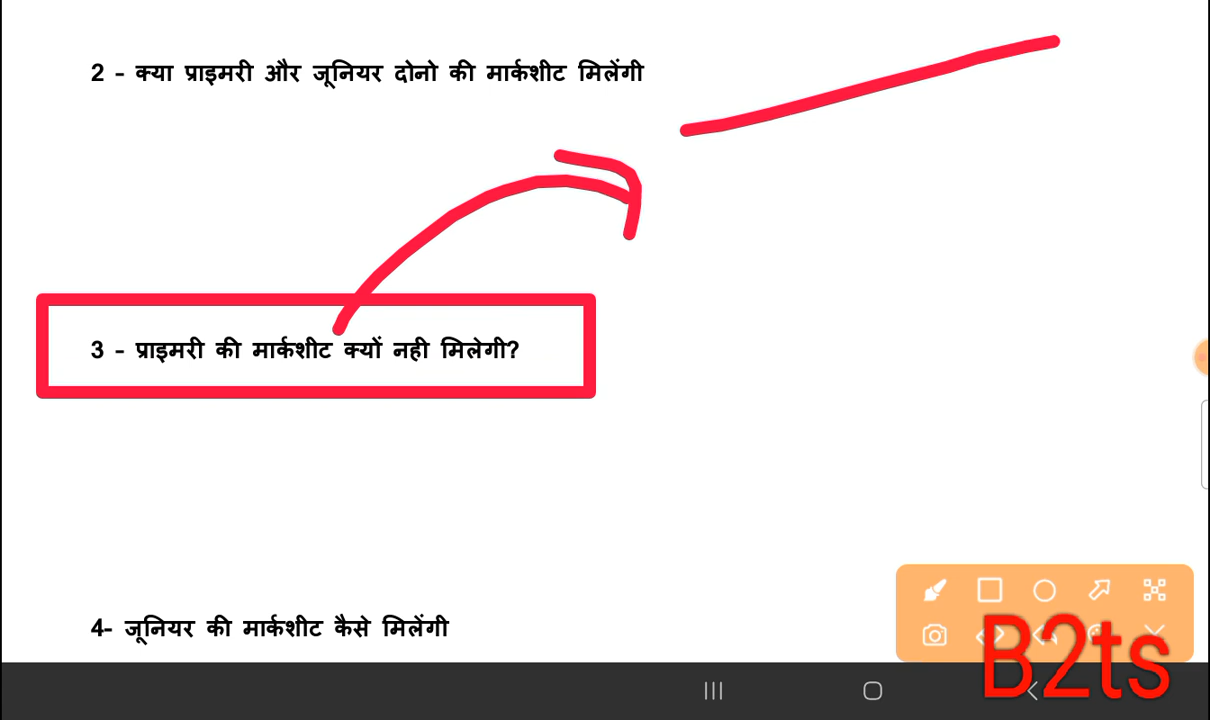 2 - क्या प्राइमरी और जूनियर दोनो की मार्कशीट मिलेंगी
3 - प्राइमरी की मार्कशीट क्यों नही मिलेगी?
4- जूनियर की मार्कशीट कैसे मिलेंगी
B2ts